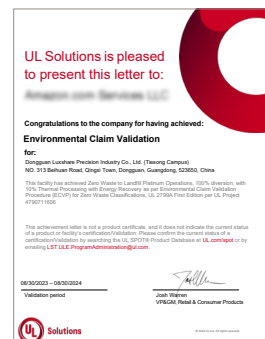 UL Solutions is pleased
to present this letter to:
Amazon.com Services LLC
Congratulations to the company for having achieved:
Environmental Claim Validation
for:
Dongguan Luxshare Precision Industry Co., Ltd. (Tiesong Campus)
NO. 313 Beihuan Road, Qingxi Town, Dongguan, Guangdong, 523650, China
This facility has achieved Zero Waste to Landfill Platinum Operations, 100% diversion, with
10% Thermal Processing with Energy Recovery as per Environmental Claim Validation
Procedure (ECVP) for Zero Waste Classifications, UL 2799A First Edition per UL Project
4790711606
This achievement letter is not a product certificate, and it does not indicate the current status
of a product or facility's certification/Validation. Please confirm the current status of a
certification/Validation by searching the UL SPOT® Product Database at UL.com/spot or by
emailing LST.ULE.ProgramAdministration@ul.com.
08/30/2023 – 08/30/2024
Validation period
Josh Warren
VP&GM, Retail & Consumer Products
UL Solutions